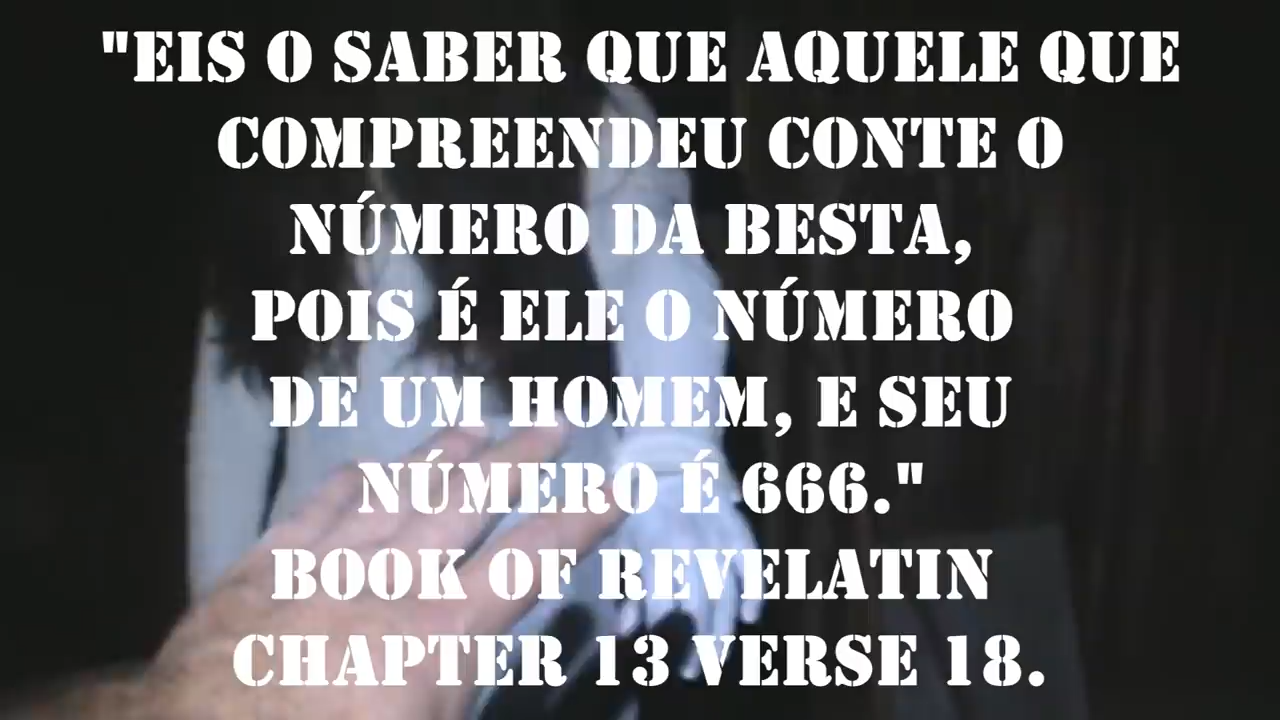 "EIS O SABER QUE AQUELE QUE
COMPREENDEU CONTE O
NÚMERO DA BESTA,
POIS É ELE O NÚMERO
DE UM HOMEM, E SEU
NÚMERO É 666."
BOOK OF REVELATIN
CHAPTER 13 VERSE 18.